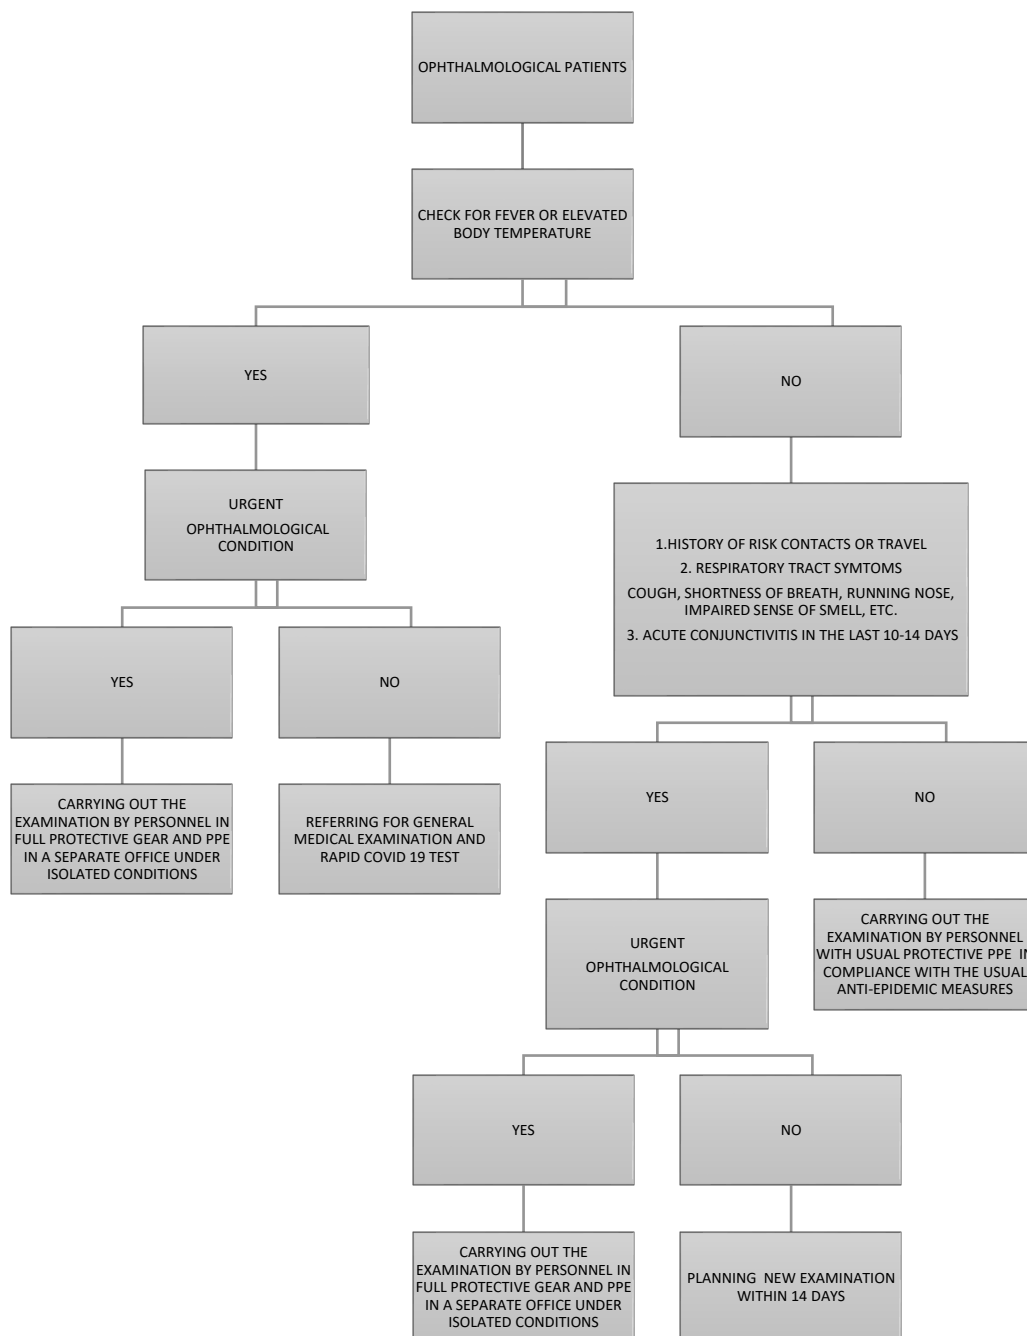 OPHTHALMOLOGICAL PATIENTS
CHECK FOR FEVER OR ELEVATED
BODY TEMPERATURE
YES
NO
URGENT
OPHTHALMOLOGICAL
CONDITION
1.HISTORY OF RISK CONTACTS OR TRAVEL
2. RESPIRATORY TRACT SYMTOMS
COUGH, SHORTNESS OF BREATH, RUNNING NOSE,
IMPAIRED SENSE OF SMELL, ETC.
3. ACUTE CONJUNCTIVITIS IN THE LAST 10-14 DAYS
YES
NO
YES
NO
CARRYING OUT THE
EXAMINATION BY PERSONNEL IN
FULL PROTECTIVE GEAR AND PPE
IN A SEPARATE OFFICE UNDER
ISOLATED CONDITIONS
REFERRING FOR GENERAL
MEDICAL EXAMINATION AND
RAPID COVID 19 TEST
URGENT
OPHTHALMOLOGICAL
CONDITION
CARRYING OUT THE
EXAMINATION BY PERSONNEL
WITH USUAL PROTECTIVE PPE IN
COMPLIANCE WITH THE USUAL
ANTI-EPIDEMIC MEASURES
YES
NO
CARRYING OUT THE
EXAMINATION BY PERSONNEL IN
FULL PROTECTIVE GEAR AND PPE
IN A SEPARATE OFFICE UNDER
ISOLATED CONDITIONS
PLANNING NEW EXAMINATION
WITHIN 14 DAYS